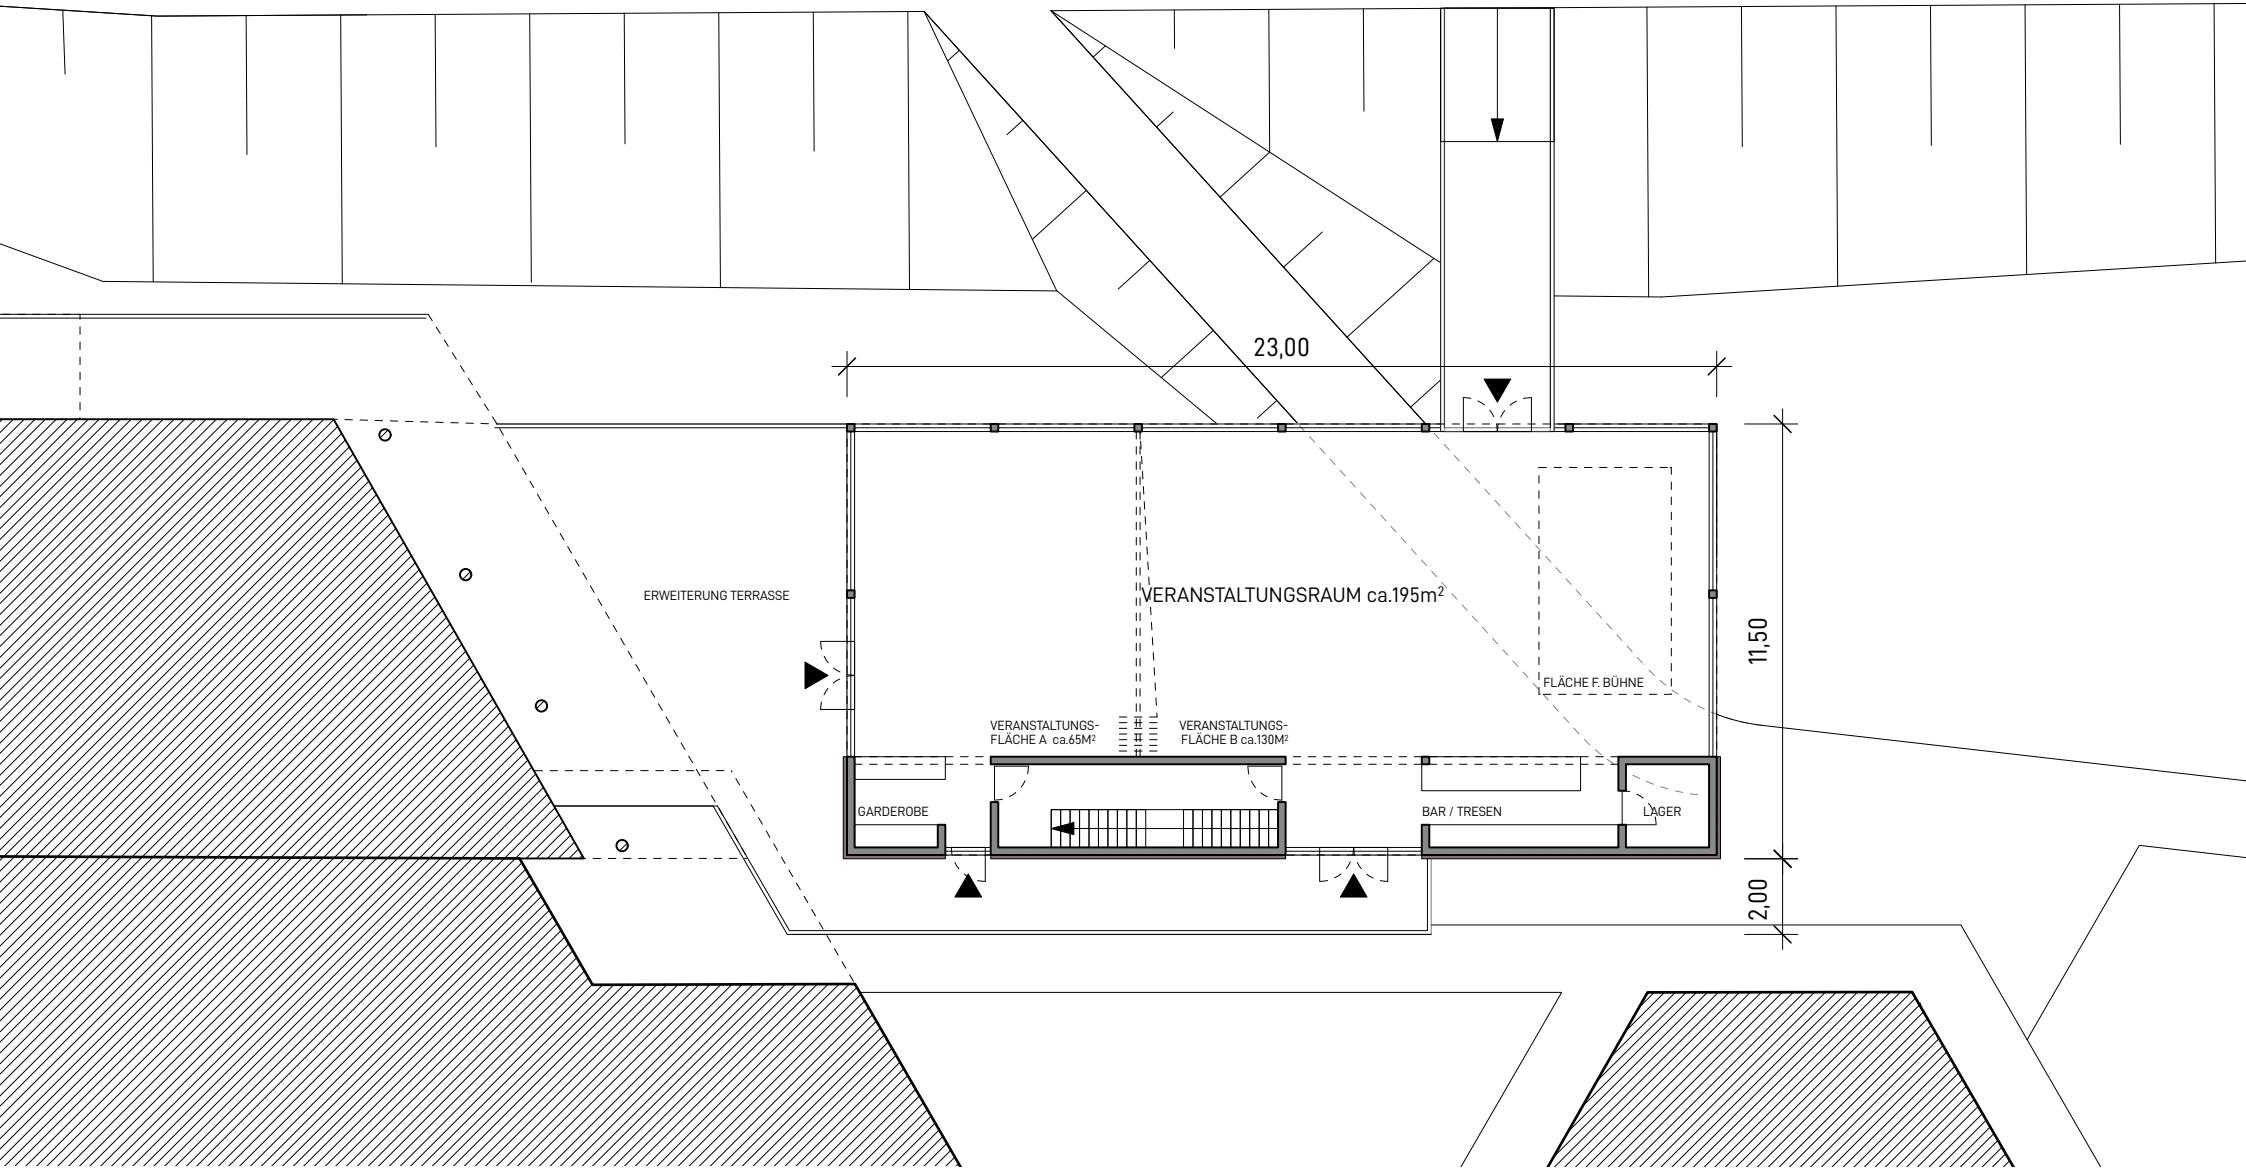 23,00
ERWEITERUNG TERRASSE
VERANSTALTUNGSRAUM ca.195m²
11,50
FLÄCHE F. BÜHNE
VERANSTALTUNGS-
FLÄCHE A ca.65M²
VERANSTALTUNGS-
FLÄCHE B ca.130M²
GARDEROBE
BAR / TRESEN
LAGER
2,00